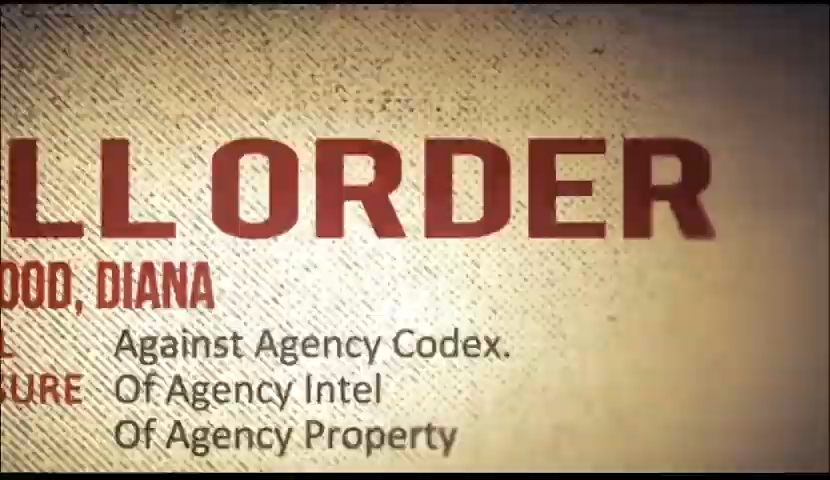 LL ORDER
OOD, DIANA
L Against Agency Codex.
SURE Of Agency Intel
Of Agency Property